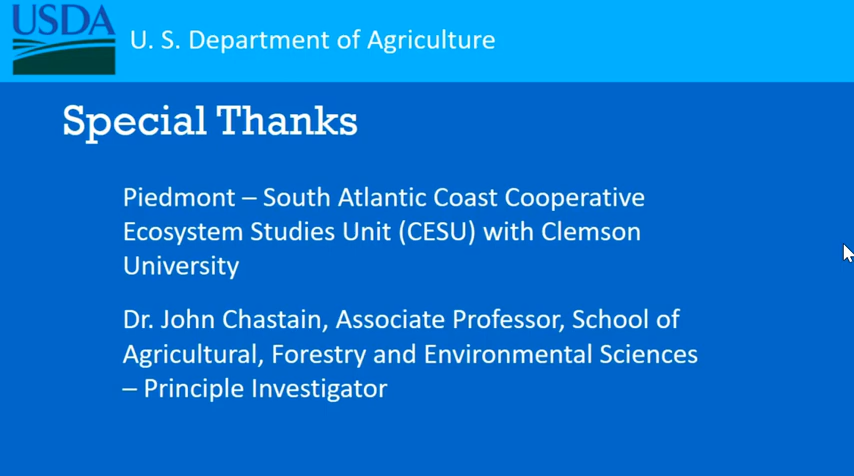 USDA
U. S. Department of Agriculture
Special Thanks
Piedmont – South Atlantic Coast Cooperative
Ecosystem Studies Unit (CESU) with Clemson
University
Dr. John Chastain, Associate Professor, School of
Agricultural, Forestry and Environmental Sciences
– Principle Investigator